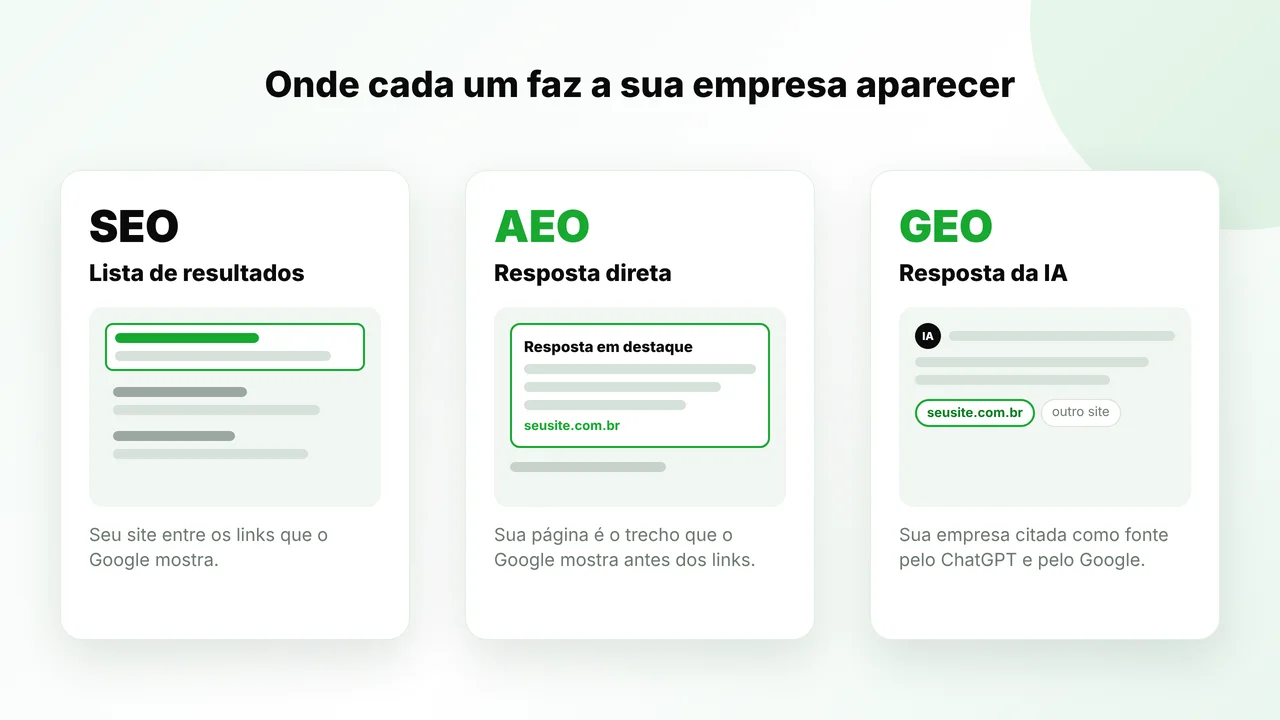 Onde cada um faz a sua empresa aparecer
SEO
Lista de resultados
Seu site entre os links que o
Google mostra.
AEO
Resposta direta
Resposta em destaque
seusite.com.br
Sua página é o trecho que o
Google mostra antes dos links.
GEO
Resposta da IA
IA
seusite.com.br
outro site
Sua empresa citada como fonte
pelo ChatGPT e pelo Google.